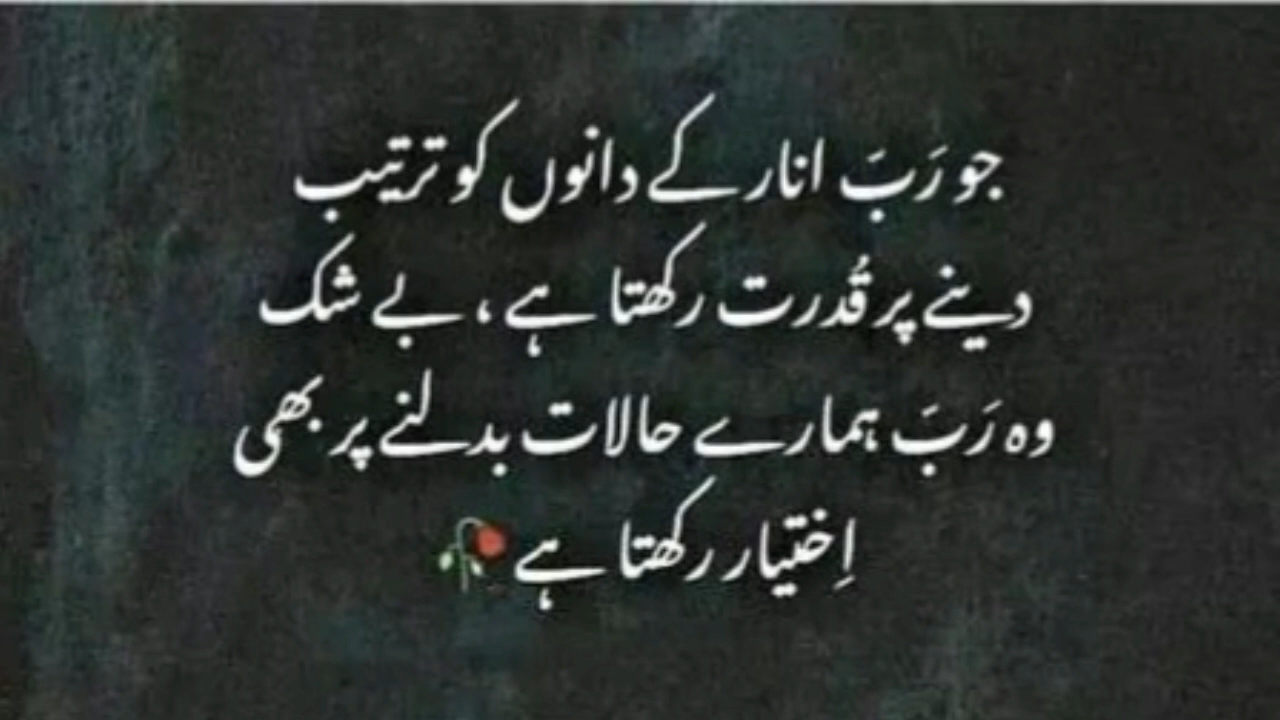 جو رَبَ انار کے دانوں کو ترتیب
دینے پر قُدرت رکھتا ہے ، بے شک
وہ رَبَ ہمارے حالات بدلنے پر بھی
اِختیار رکھتا ہے🥀